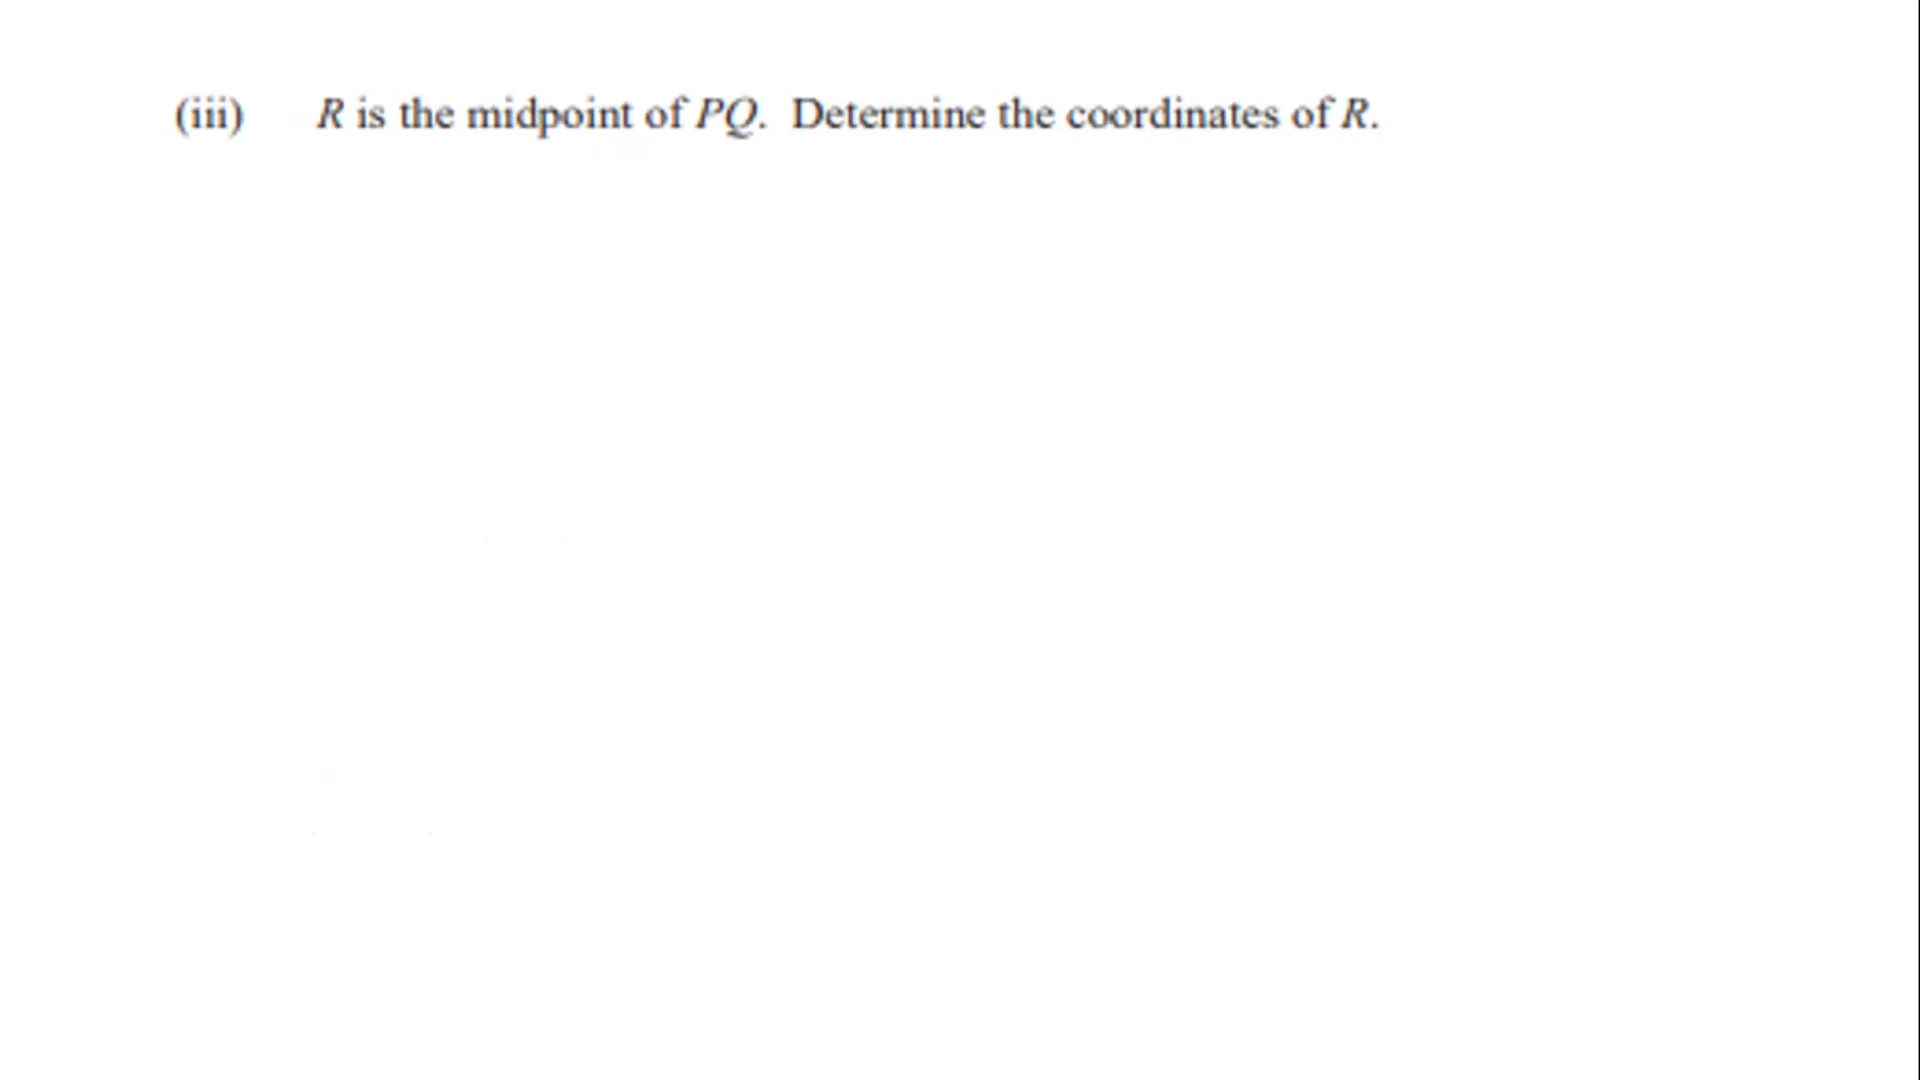 (iii) R is the midpoint of PQ. Determine the coordinates of R.